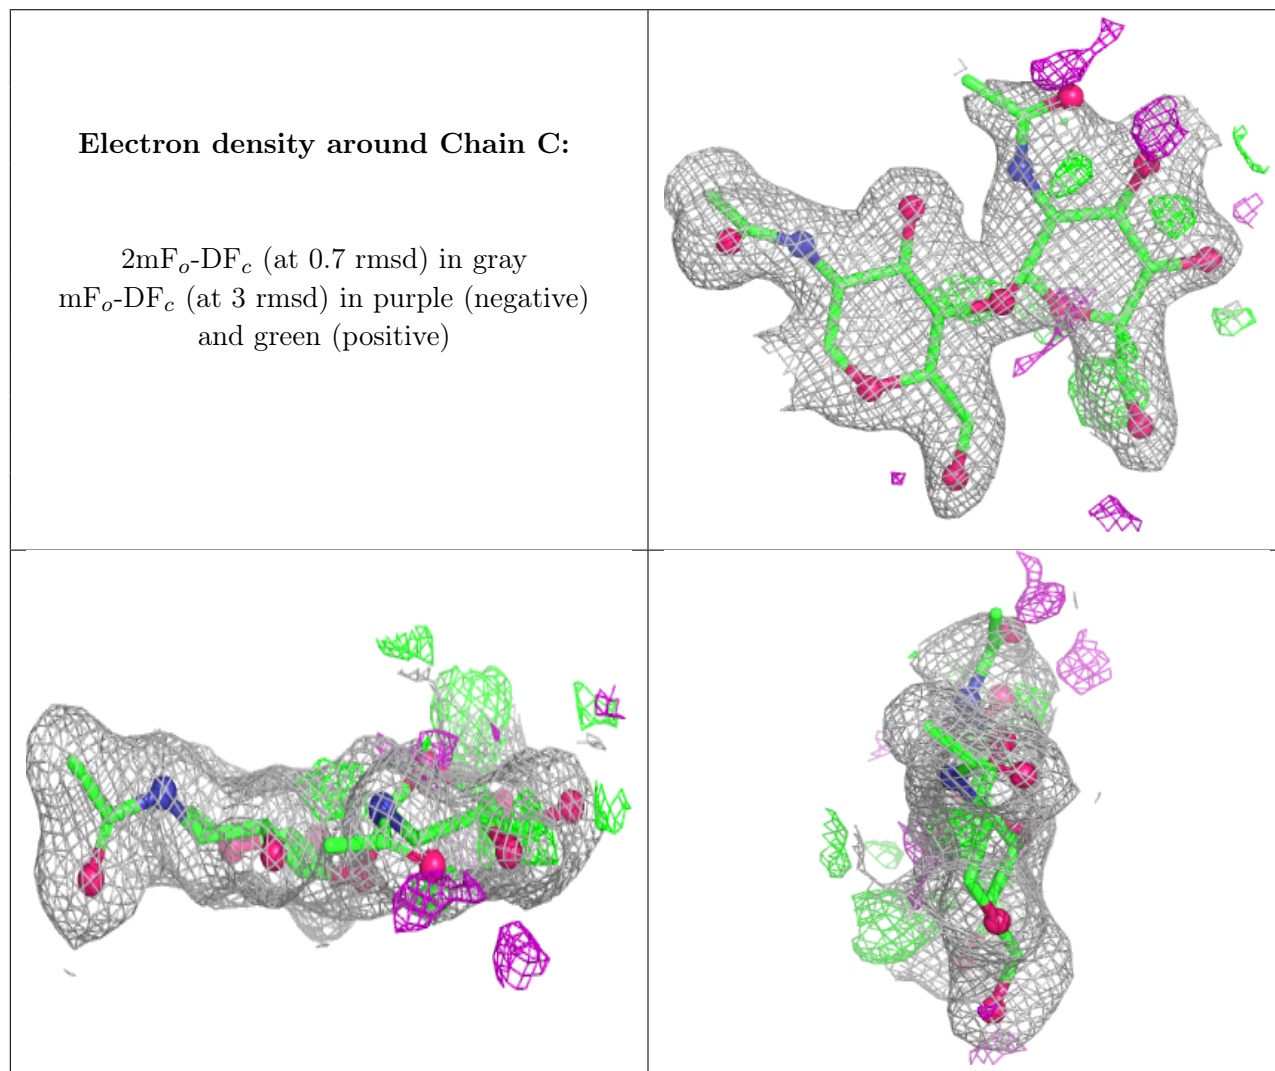 Electron density around Chain C:
2mFo-DFc (at 0.7 rmsd) in gray
mFo-DFc (at 3 rmsd) in purple (negative)
and green (positive)